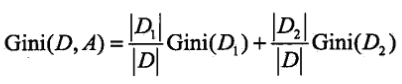 Gini(D, A) = |D₁|/|D| Gini(D₁) + |D₂|/|D| Gini(D₂)